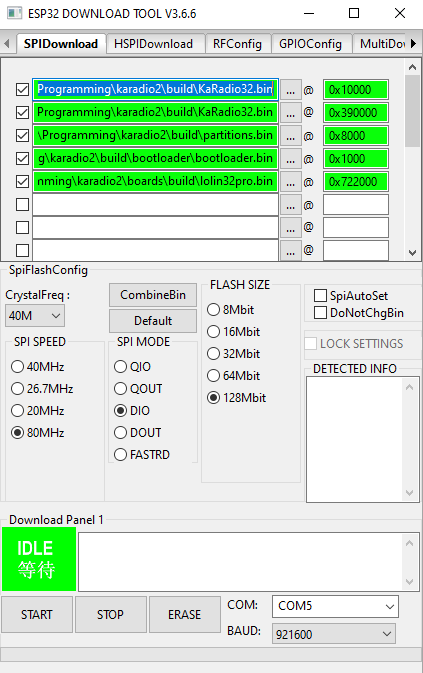 ESP32 DOWNLOAD TOOL V3.6.6
SPIDownload HSPIDownload RFConfig GPIOConfig MultiDow
Programming\karadio2\build\KaRadio32.bin ... @ 0x10000
Programming\karadio2\build\KaRadio32.bin ... @ 0x390000
\Programming\karadio2\build\partitions.bin ... @ 0x8000
g\karadio2\build\bootloader\bootloader.bin ... @ 0x1000
nming\karadio2\boards\build\lolin32pro.bin ... @ 0x722000
... @
... @
... @
SpiFlashConfig
CrystalFreq :
40M
CombineBin
Default
SPI SPEED
40MHz
26.7MHz
20MHz
80MHz
SPI MODE
QIO
QOUT
DIO
DOUT
FASTRD
FLASH SIZE
8Mbit
16Mbit
32Mbit
64Mbit
128Mbit
SpiAutoSet
DoNotChgBin
LOCK SETTINGS
DETECTED INFO
Download Panel 1
IDLE
等待
START STOP ERASE
COM: COM5
BAUD: 921600